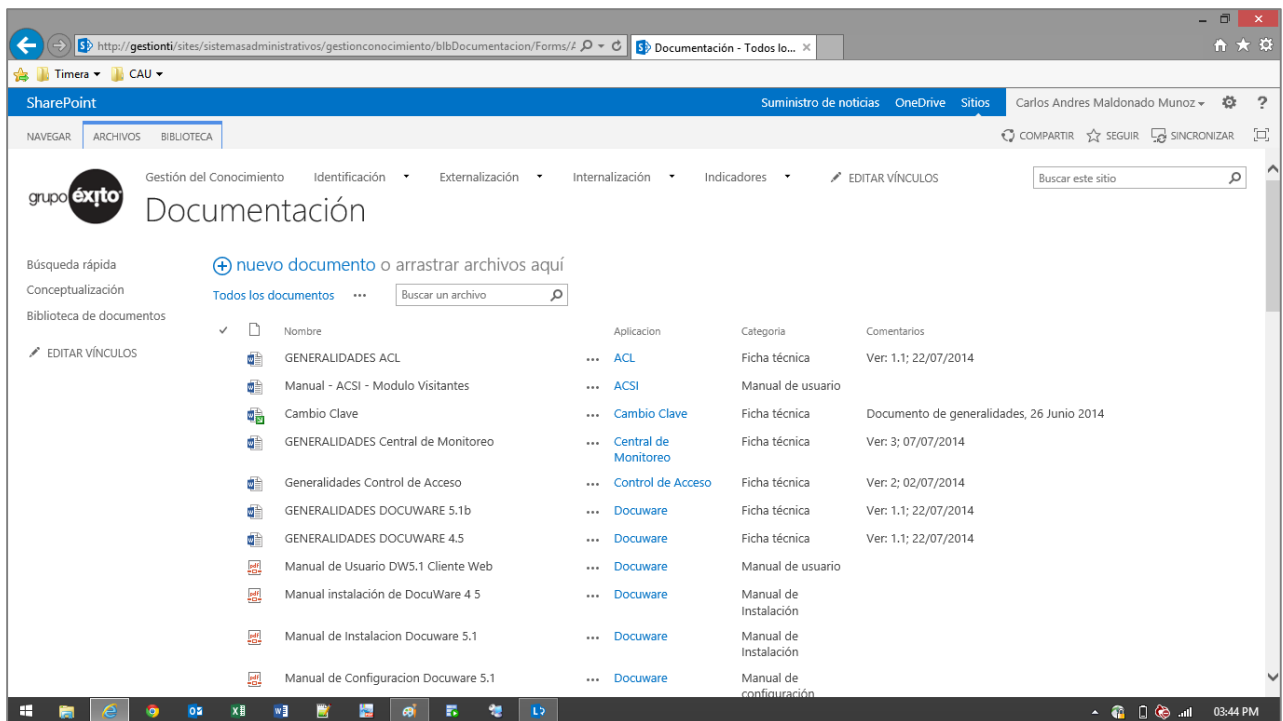 http://gestionti/sites/sistemasadministrativos/gestionconocimiento/blbDocumentacion/Forms/
Documentación - Todos lo...
Timera
CAU
SharePoint
Suministro de noticias OneDrive Sitios Carlos Andres Maldonado Munoz ?
NAVEGAR ARCHIVOS BIBLIOTECA
COMPARTIR SEGUIR SINCRONIZAR
grupo éxito
Gestión del Conocimiento Identificación Externalización Internalización Indicadores EDITAR VÍNCULOS
Buscar este sitio
Documentación
Búsqueda rápida
Conceptualización
Biblioteca de documentos
EDITAR VÍNCULOS
nuevo documento o arrastrar archivos aquí
Todos los documentos ... Buscar un archivo
Nombre Aplicacion Categoria Comentarios
GENERALIDADES ACL ... ACL Ficha técnica Ver: 1.1; 22/07/2014
Manual - ACSI - Modulo Visitantes ... ACSI Manual de usuario
Cambio Clave ... Cambio Clave Ficha técnica Documento de generalidades, 26 Junio 2014
GENERALIDADES Central de Monitoreo ... Central de Ficha técnica Ver: 3; 07/07/2014
Monitoreo
Generalidades Control de Acceso ... Control de Acceso Ficha técnica Ver: 2; 02/07/2014
GENERALIDADES DOCUWARE 5.1b ... Docuware Ficha técnica Ver: 1.1; 22/07/2014
GENERALIDADES DOCUWARE 4.5 ... Docuware Ficha técnica Ver: 1.1; 22/07/2014
Manual de Usuario DW5.1 Cliente Web ... Docuware Manual de usuario
Manual instalación de DocuWare 4 5 ... Docuware Manual de
Instalación
Manual de Instalacion Docuware 5.1 ... Docuware Manual de
Instalación
Manual de Configuracion Docuware 5.1 ... Docuware Manual de
configuración
03:44 PM